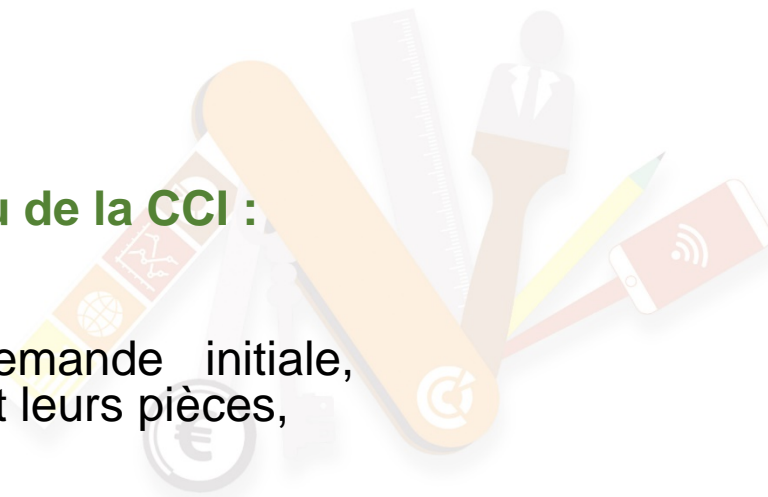 u de la CCI :
emande initiale,
t leurs pièces,